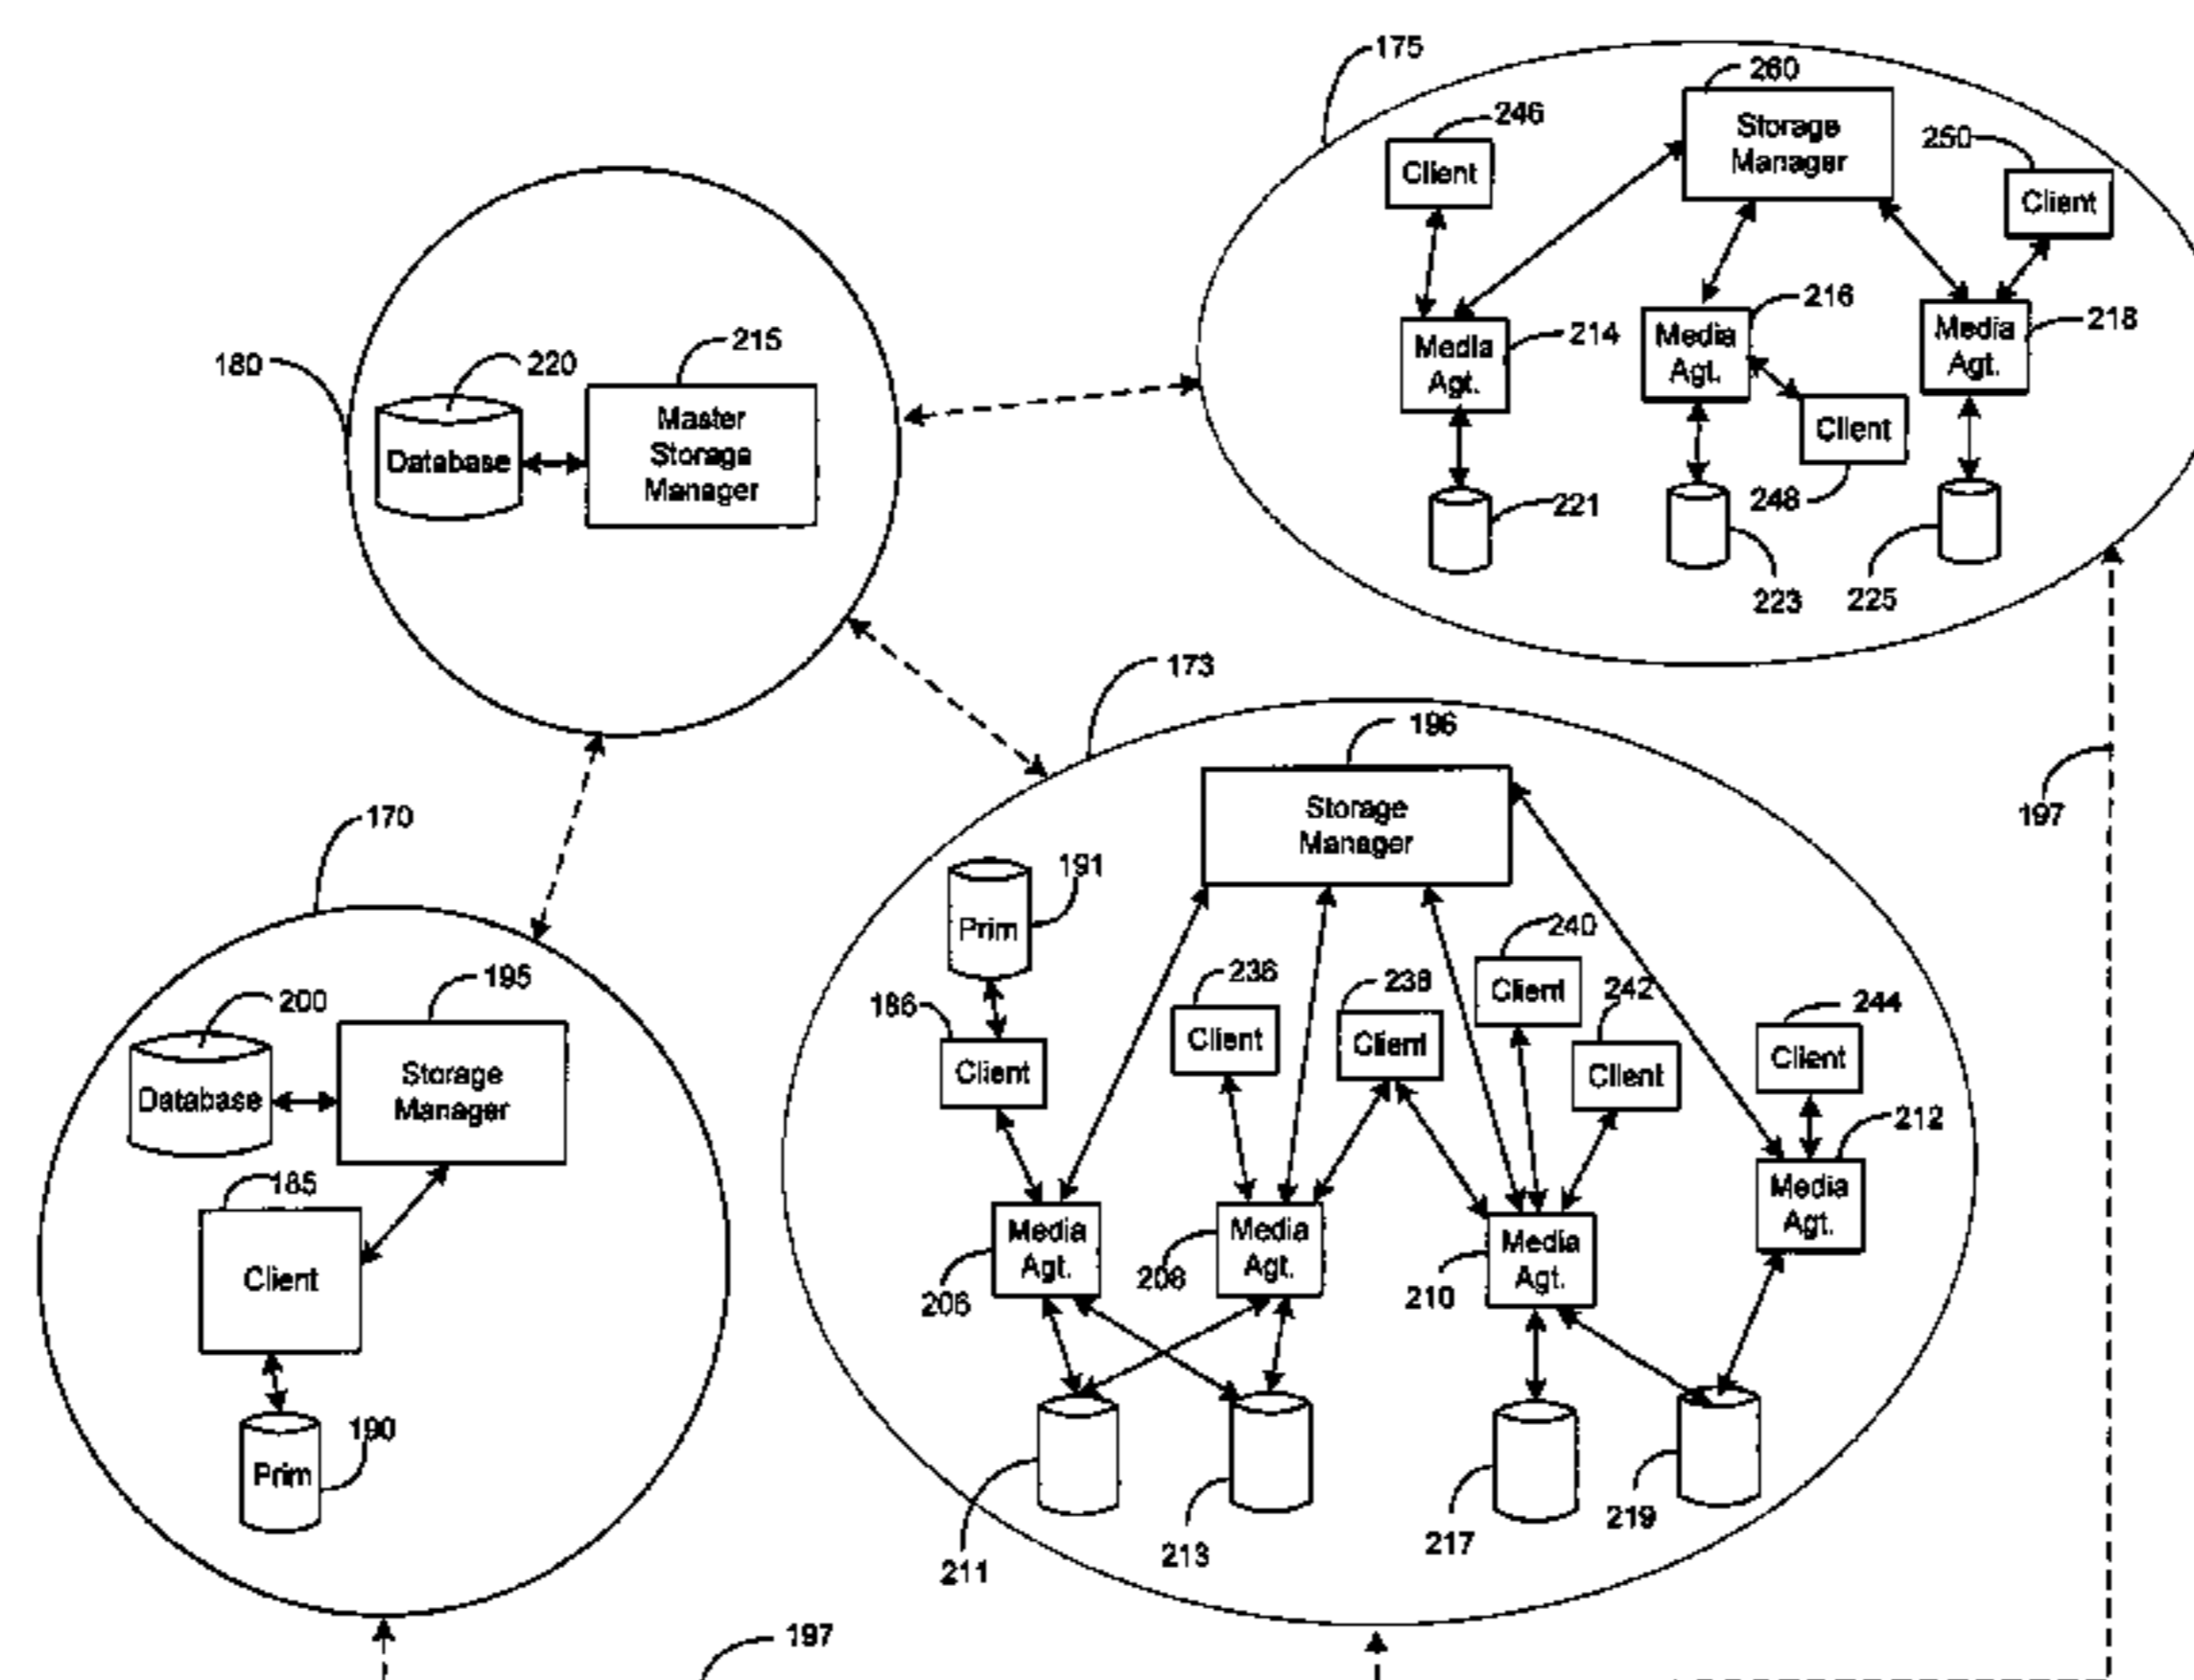 175
260
246
Storage
Manager
250
Client
Client
215
180
220
216
218
214
Media
Agt.
Media
Agt.
Media
Agt.
Master
Storage
Manager
Database
Client
221
248
223
225
173
196
197
170
Storage
Manager
191
Prim
240
195
236
238
Client
242
244
200
186
Client
Client
Client
Client
Storage
Manager
Client
Database
212
185
Media
Agt.
Media
Agt.
Media
Agt.
Media
Agt.
Client
206
208
210
190
Prim
219
213
217
211
197